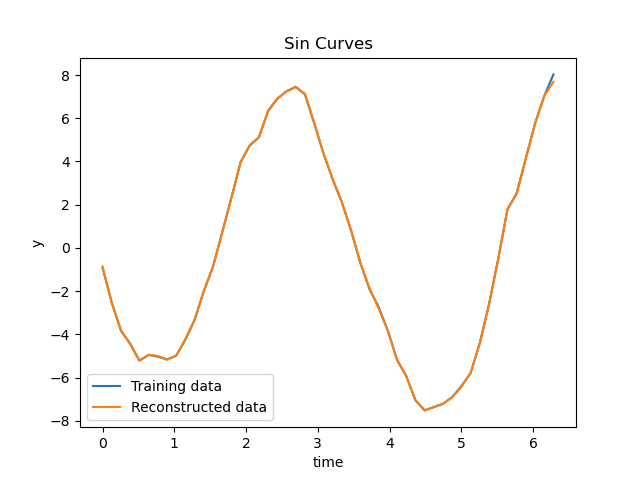 Sin Curves
8
6
4
2
0
−2
−4
−6
−8
y
Training data
Reconstructed data
0 1 2 3 4 5 6
time